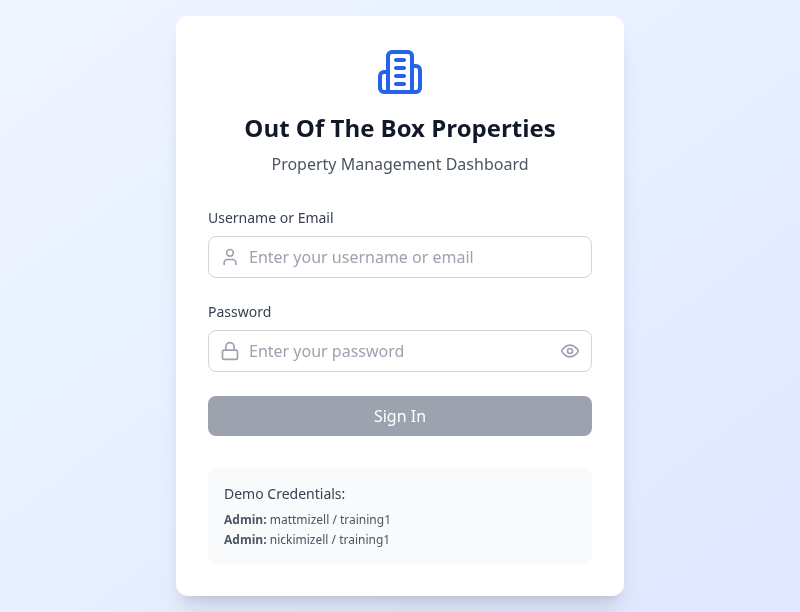 Out Of The Box Properties
Property Management Dashboard
Username or Email
Enter your username or email
Password
Enter your password
Sign In
Demo Credentials:
Admin: mattmizell / training1
Admin: nickimizell / training1